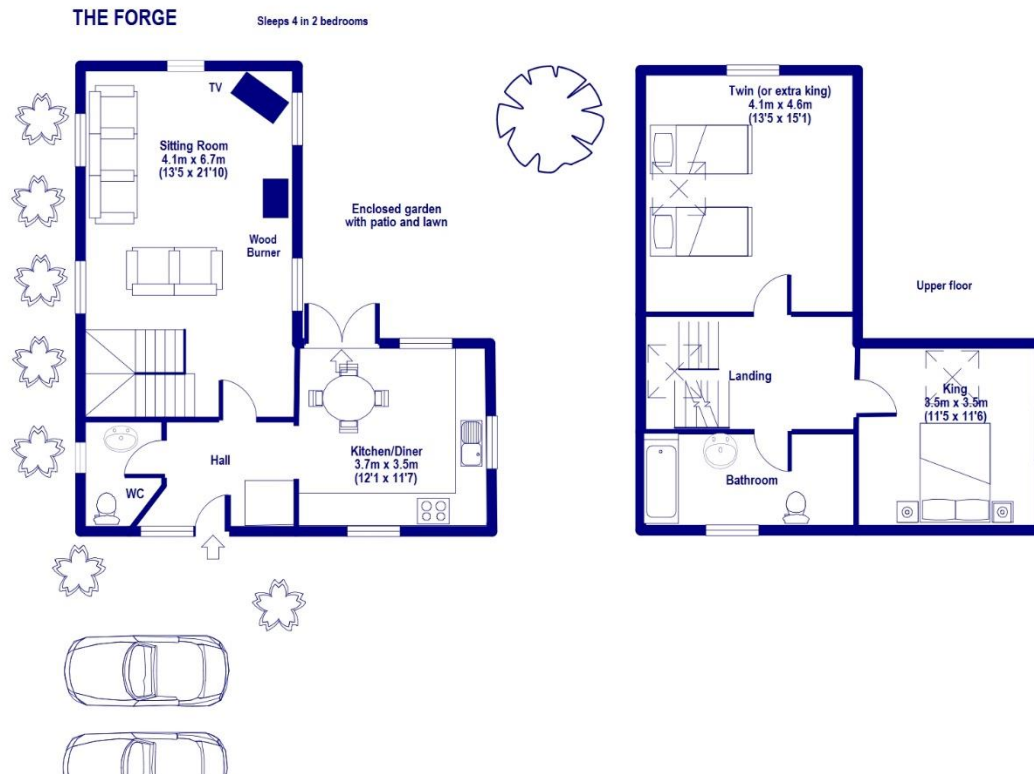 THE FORGE
Sleeps 4 in 2 bedrooms
TV
Sitting Room
4.1m x 6.7m
(13'5 x 21'10)
Wood
Burner
Enclosed garden
with patio and lawn
Kitchen/Diner
3.7m x 3.5m
(12'1 x 11'7)
Hall
WC
Twin (or extra king)
4.1m x 4.6m
(13'5 x 15'1)
Upper floor
Landing
King
3.5m x 3.5m
(11'5 x 11'6)
Bathroom